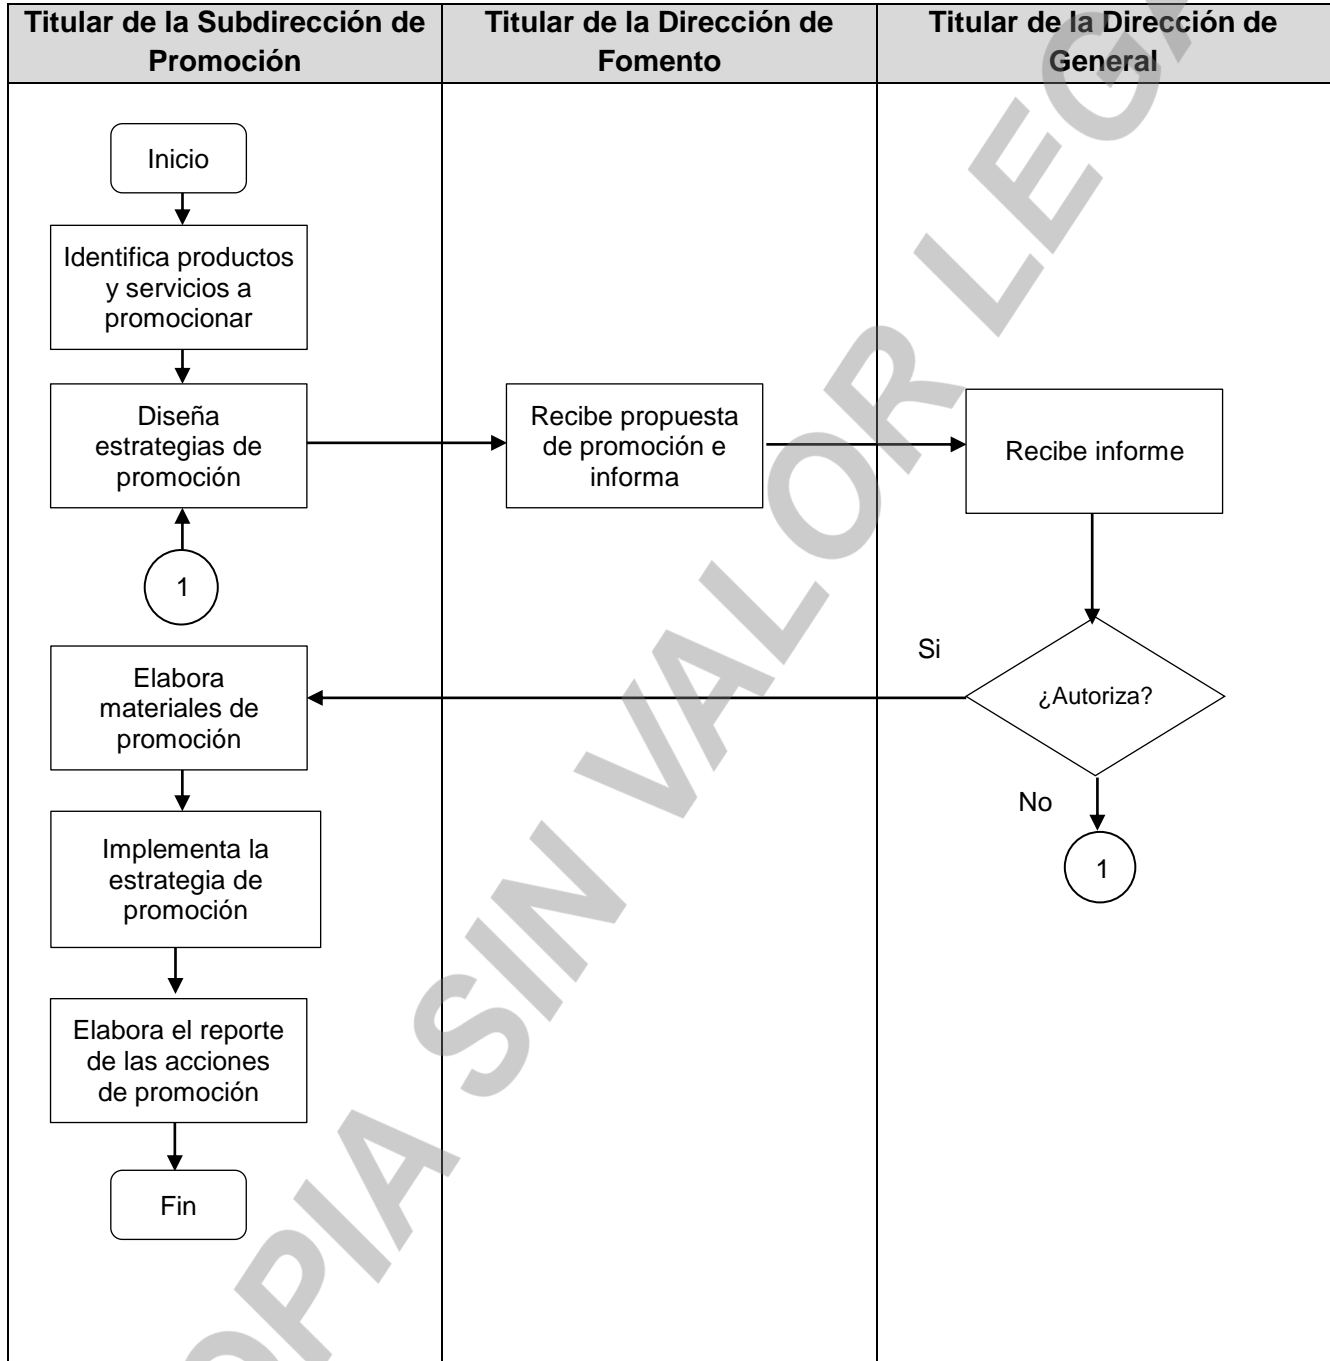 Titular de la Subdirección de
Promoción
Titular de la Dirección de
Fomento
Titular de la Dirección de
General
Inicio
Identifica productos
y servicios a
promocionar
Diseña
estrategias de
promoción
Recibe propuesta
de promoción e
informa
Recibe informe
1
Si
¿Autoriza?
No
1
Elabora
materiales de
promoción
Implementa la
estrategia de
promoción
Elabora el reporte
de las acciones
de promoción
Fin
OPIA SIN VALOR LEGA